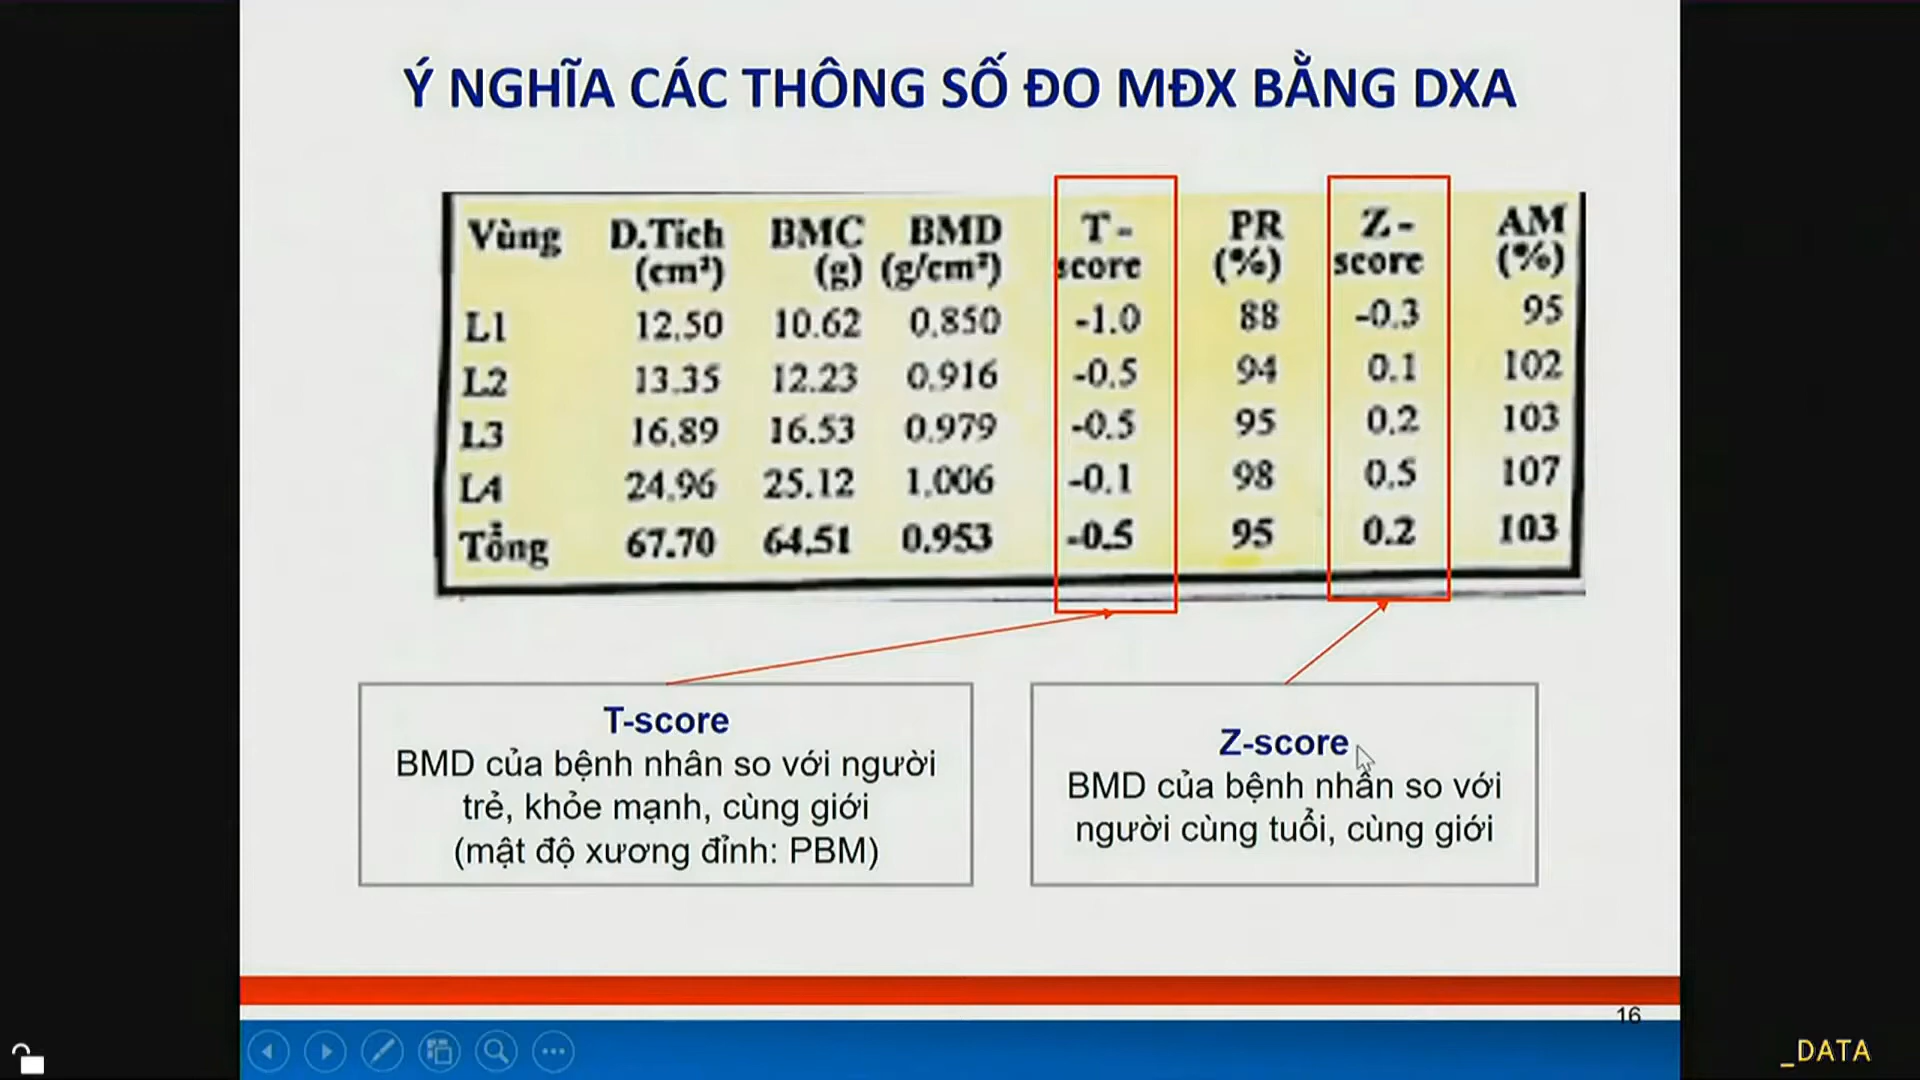 Ý NGHĨA CÁC THÔNG SỐ ĐO MĐX BẰNG DXA
Vùng D.Tích (cm²) BMC (g) BMD (g/cm²) T-score PR (%) Z-score AM (%)
L1 12.50 10.62 0.850 -1.0 88 -0.3 95
L2 13.35 12.23 0.916 -0.5 94 0.1 102
L3 16.89 16.53 0.979 -0.5 95 0.2 103
L4 24.96 25.12 1.006 -0.1 98 0.5 107
Tổng 67.70 64.51 0.953 -0.5 95 0.2 103
T-score
BMD của bệnh nhân so với người
trẻ, khỏe mạnh, cùng giới
(mật độ xương đỉnh: PBM)
Z-score
BMD của bệnh nhân so với
người cùng tuổi, cùng giới
16
_DATA